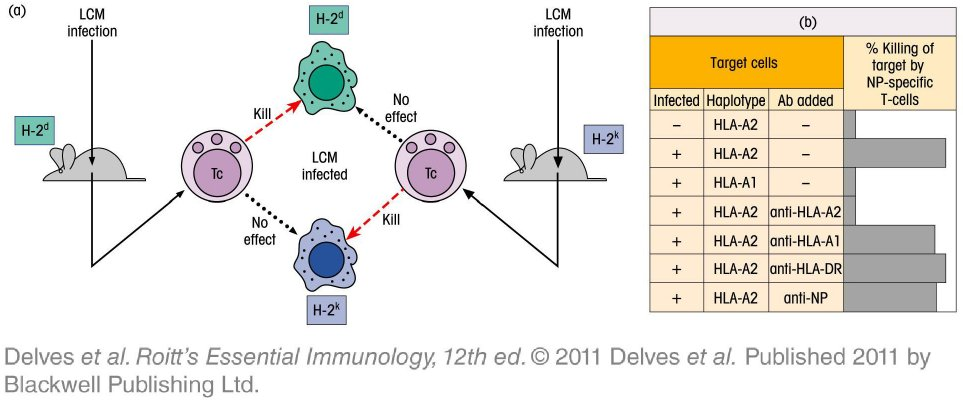 (a)
LCM
infection
H-2d
LCM
infection
H-2d
Kill
No
effect
H-2k
Tc
LCM
infected
Tc
No
effect
Kill
H-2k
(b)
Target cells
% Killing of
target by
NP-specific
T-cells
Infected Haplotype Ab added
– HLA-A2 –
+ HLA-A2 –
+ HLA-A1 –
+ HLA-A2 anti-HLA-A2
+ HLA-A2 anti-HLA-A1
+ HLA-A2 anti-HLA-DR
+ HLA-A2 anti-NP
Delves et al. Roitt's Essential Immunology, 12th ed. © 2011 Delves et al. Published 2011 by
Blackwell Publishing Ltd.